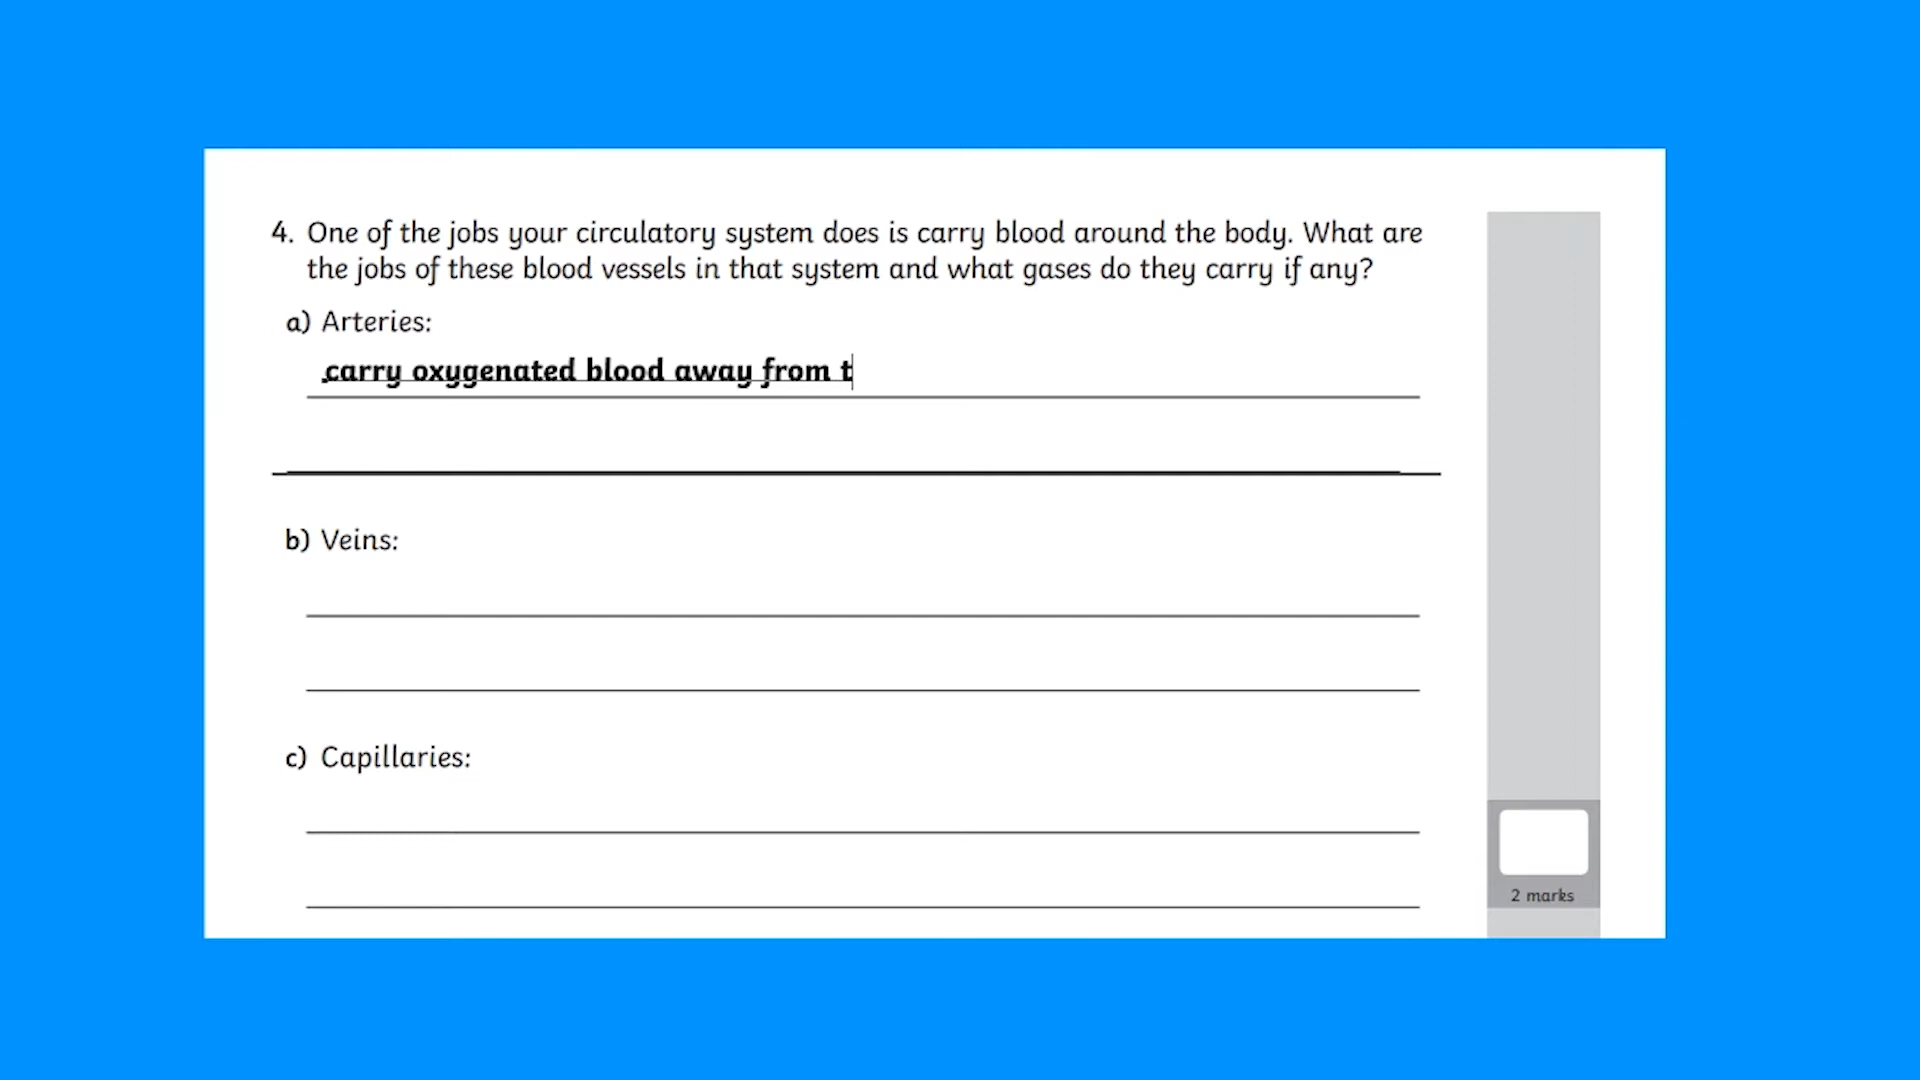 4. One of the jobs your circulatory system does is carry blood around the body. What are
the jobs of these blood vessels in that system and what gases do they carry if any?
a) Arteries:
carry oxygenated blood away from t
b) Veins:
c) Capillaries:
2 marks